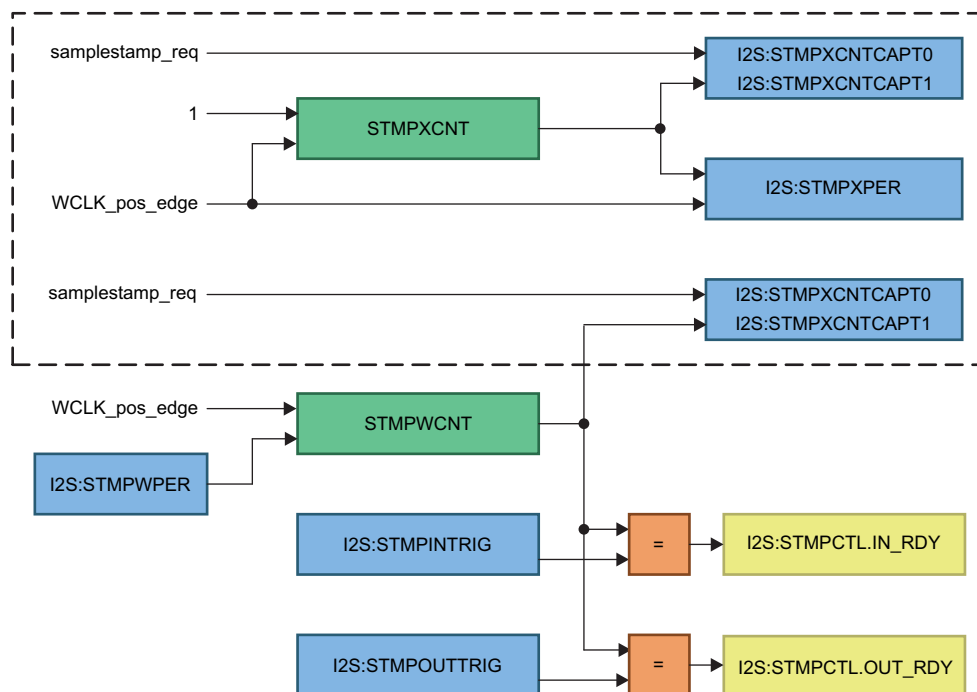 samplestamp_req
I2S:STMPXCNTCAPT0
I2S:STMPXCNTCAPT1
1
STMPXCNT
I2S:STMPXPER
WCLK_pos_edge
samplestamp_req
I2S:STMPXCNTCAPT0
I2S:STMPXCNTCAPT1
WCLK_pos_edge
STMPWCNT
I2S:STMPWPER
I2S:STMPINTRIG
=
I2S:STMPCTL.IN_RDY
I2S:STMPOUTTRIG
=
I2S:STMPCTL.OUT_RDY